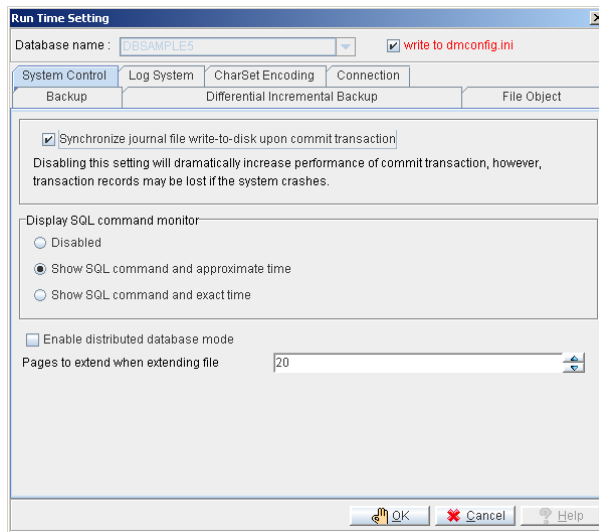 Run Time Setting
Database name : DBSAMPLE5 write to dmconfig.ini
System Control Log System CharSet Encoding Connection
Backup Differential Incremental Backup File Object
Synchronize journal file write-to-disk upon commit transaction
Disabling this setting will dramatically increase performance of commit transaction, however,
transaction records may be lost if the system crashes.
Display SQL command monitor
Disabled
Show SQL command and approximate time
Show SQL command and exact time
Enable distributed database mode
Pages to extend when extending file 20
OK Cancel Help